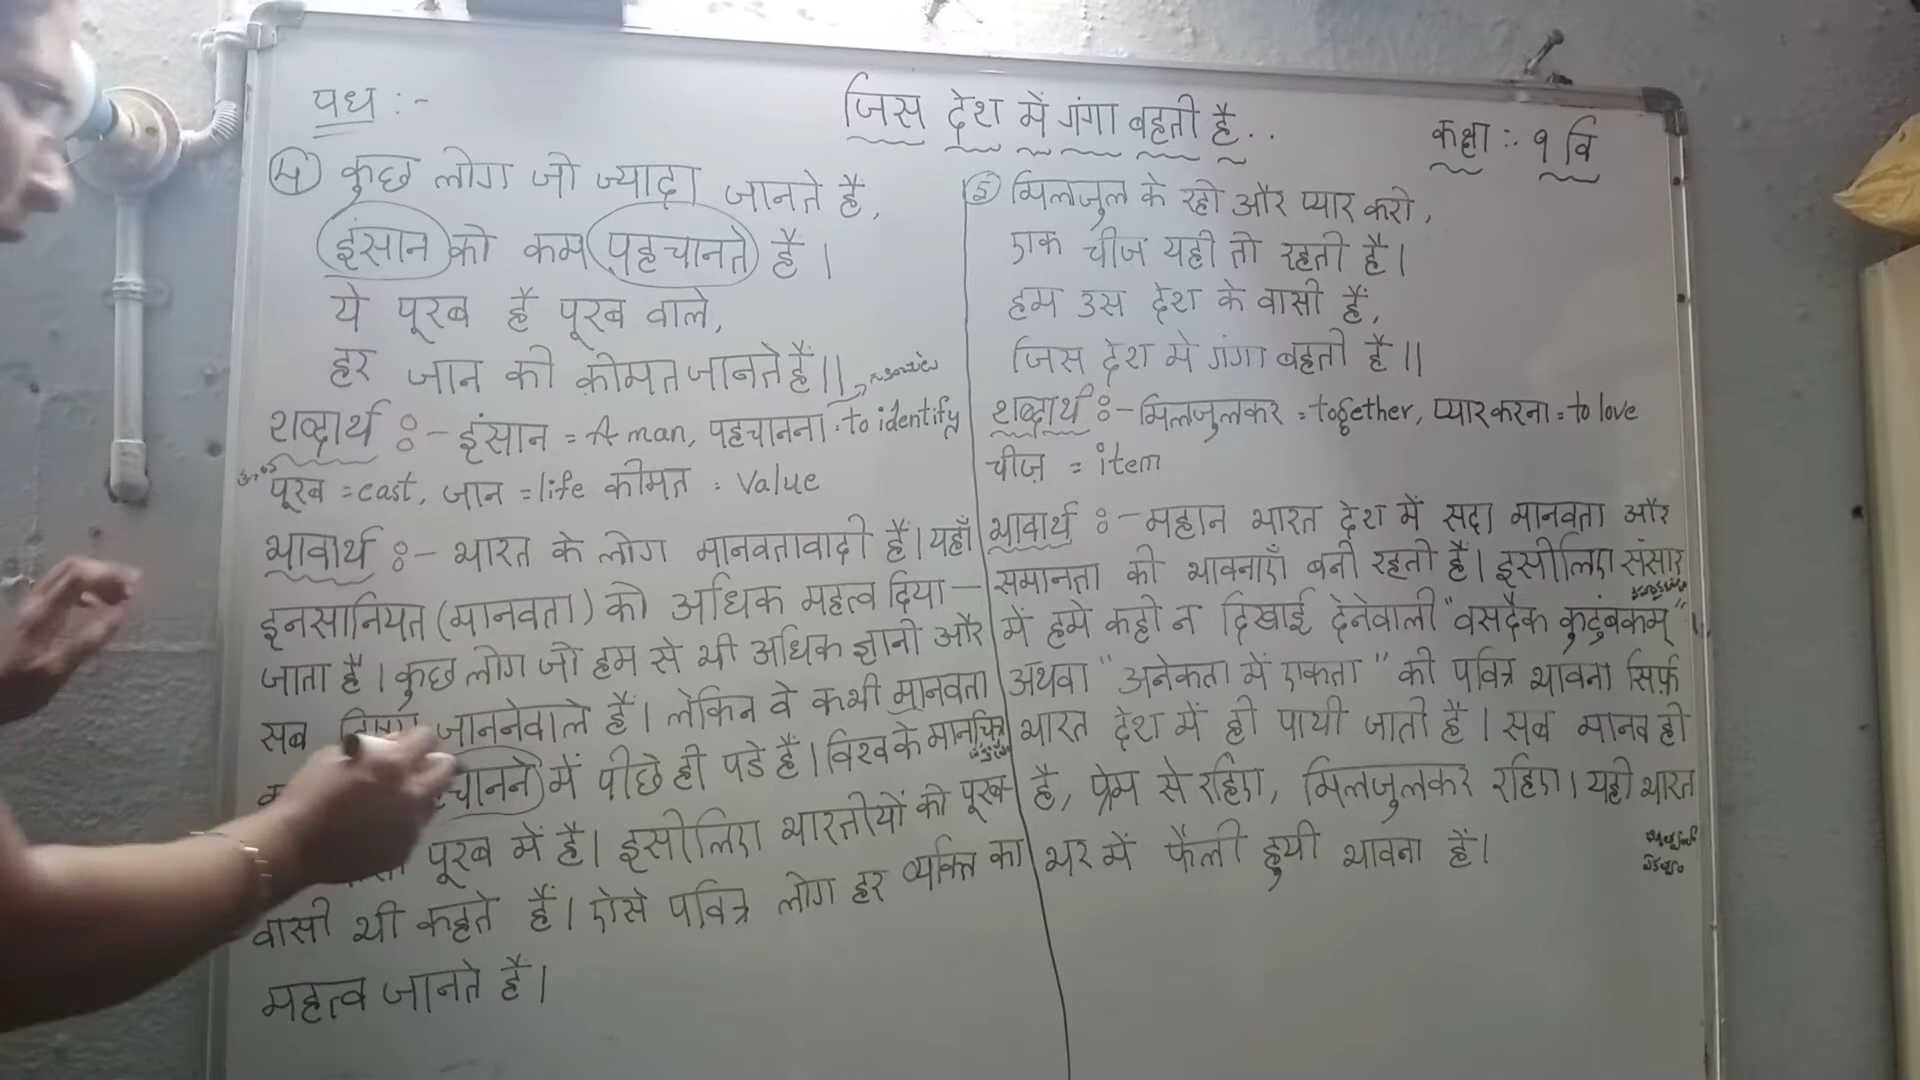 पध :-
जिस देश में गंगा बहती है..
कक्षा :- ९ वि
४ कुछ लोग जो ज्यादा जानते है,
इंसान को कम पहचानते है।
ये पूरब है पूरब वाले,
हर जान की क़ीमत जानते हैं।।
शब्दार्थ :- इंसान = A man, पहचानना = to identify
पूरब = east, जान = life कीमत = Value
भावार्थ :- भारत के लोग मानवतावादी हैं। यहाँ
इनसानियत (मानवता) को अधिक महत्व दिया -
जाता है। कुछ लोग जो हम से भी अधिक ज्ञानी और
सब जाननेवाले हैं। लेकिन वे कभी मानवता
में पीछे ही पडे हैं। विश्व के मानचित्र
पूरब में है। इसीलिए भारतीयों को पूरब-
वासी भी कहते हैं। ऐसे पवित्र लोग हर व्यक्ति का
महत्व जानते हैं।
५ मिलजुल के रहो और प्यार करो,
एक चीज यही तो रहती है।
हम उस देश के वासी हैं,
जिस देश मे गंगा बहती है।।
शब्दार्थ :- मिलजुलकर = together, प्यार करना = to love
चीज़ = item
भावार्थ :- महान भारत देश में सदा मानवता और
समानता की भावनाएँ बनी रहती हैं। इसीलिए संसार
में हमे कही न दिखाई देनेवाली "वसदैक कुटुंबकम्"
अथवा "अनेकता में एकता" की पवित्र भावना सिर्फ़
भारत देश में ही पायी जाती है। सब मानव ही
है, प्रेम से रहिए, मिलजुलकर रहिए। यही भारत
भर में फैली हुयी भावना है।